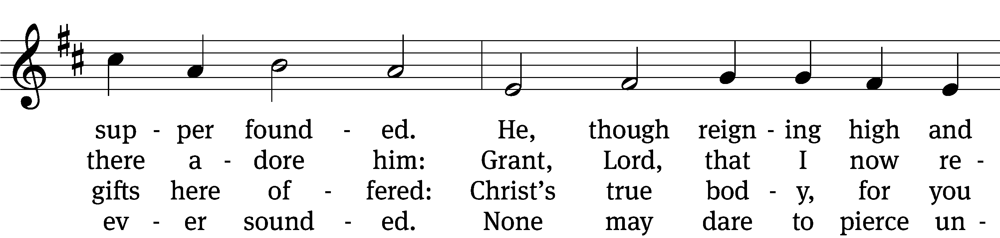 sup - per found - ed. He, though reign - ing high and
there a - dore him: Grant, Lord, that I now re -
gifts here of - fered: Christ’s true bod - y, for you
ev - er sound - ed. None may dare to pierce un -